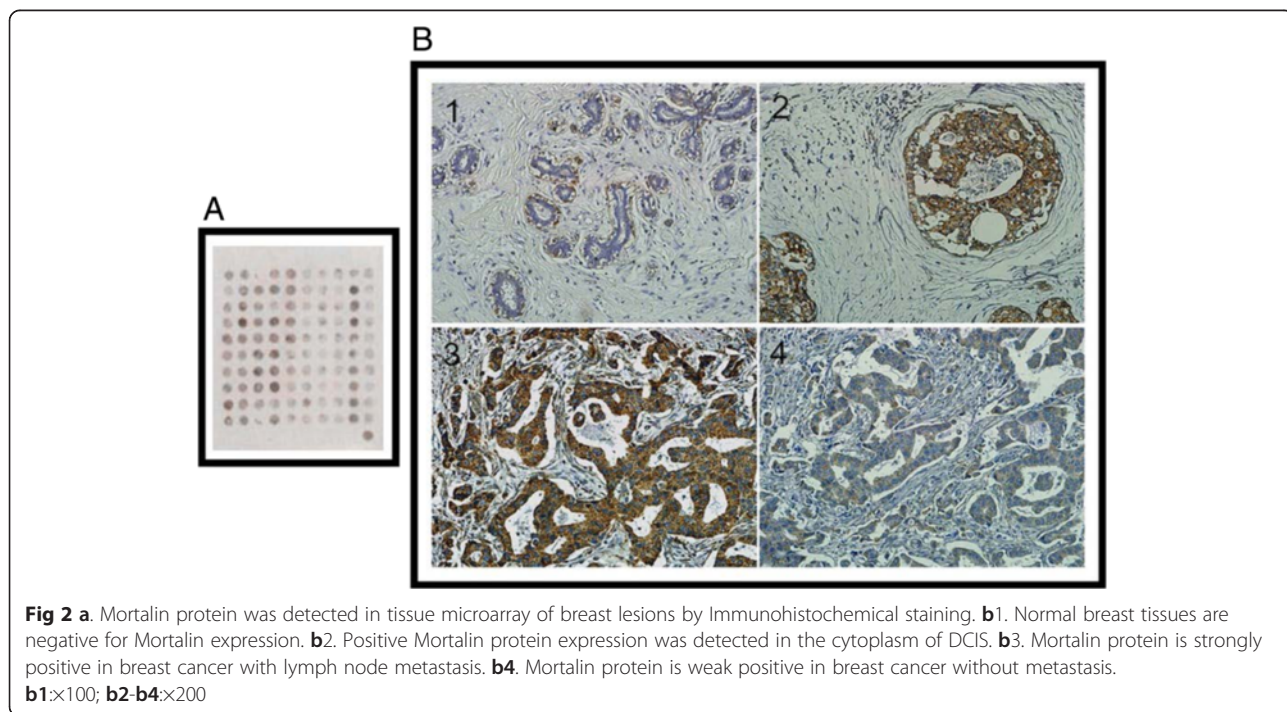 B
1
2
A
3
4
Fig 2 a. Mortalin protein was detected in tissue microarray of breast lesions by Immunohistochemical staining. b1. Normal breast tissues are
negative for Mortalin expression. b2. Positive Mortalin protein expression was detected in the cytoplasm of DCIS. b3. Mortalin protein is strongly
positive in breast cancer with lymph node metastasis. b4. Mortalin protein is weak positive in breast cancer without metastasis.
b1:×100; b2-b4:×200